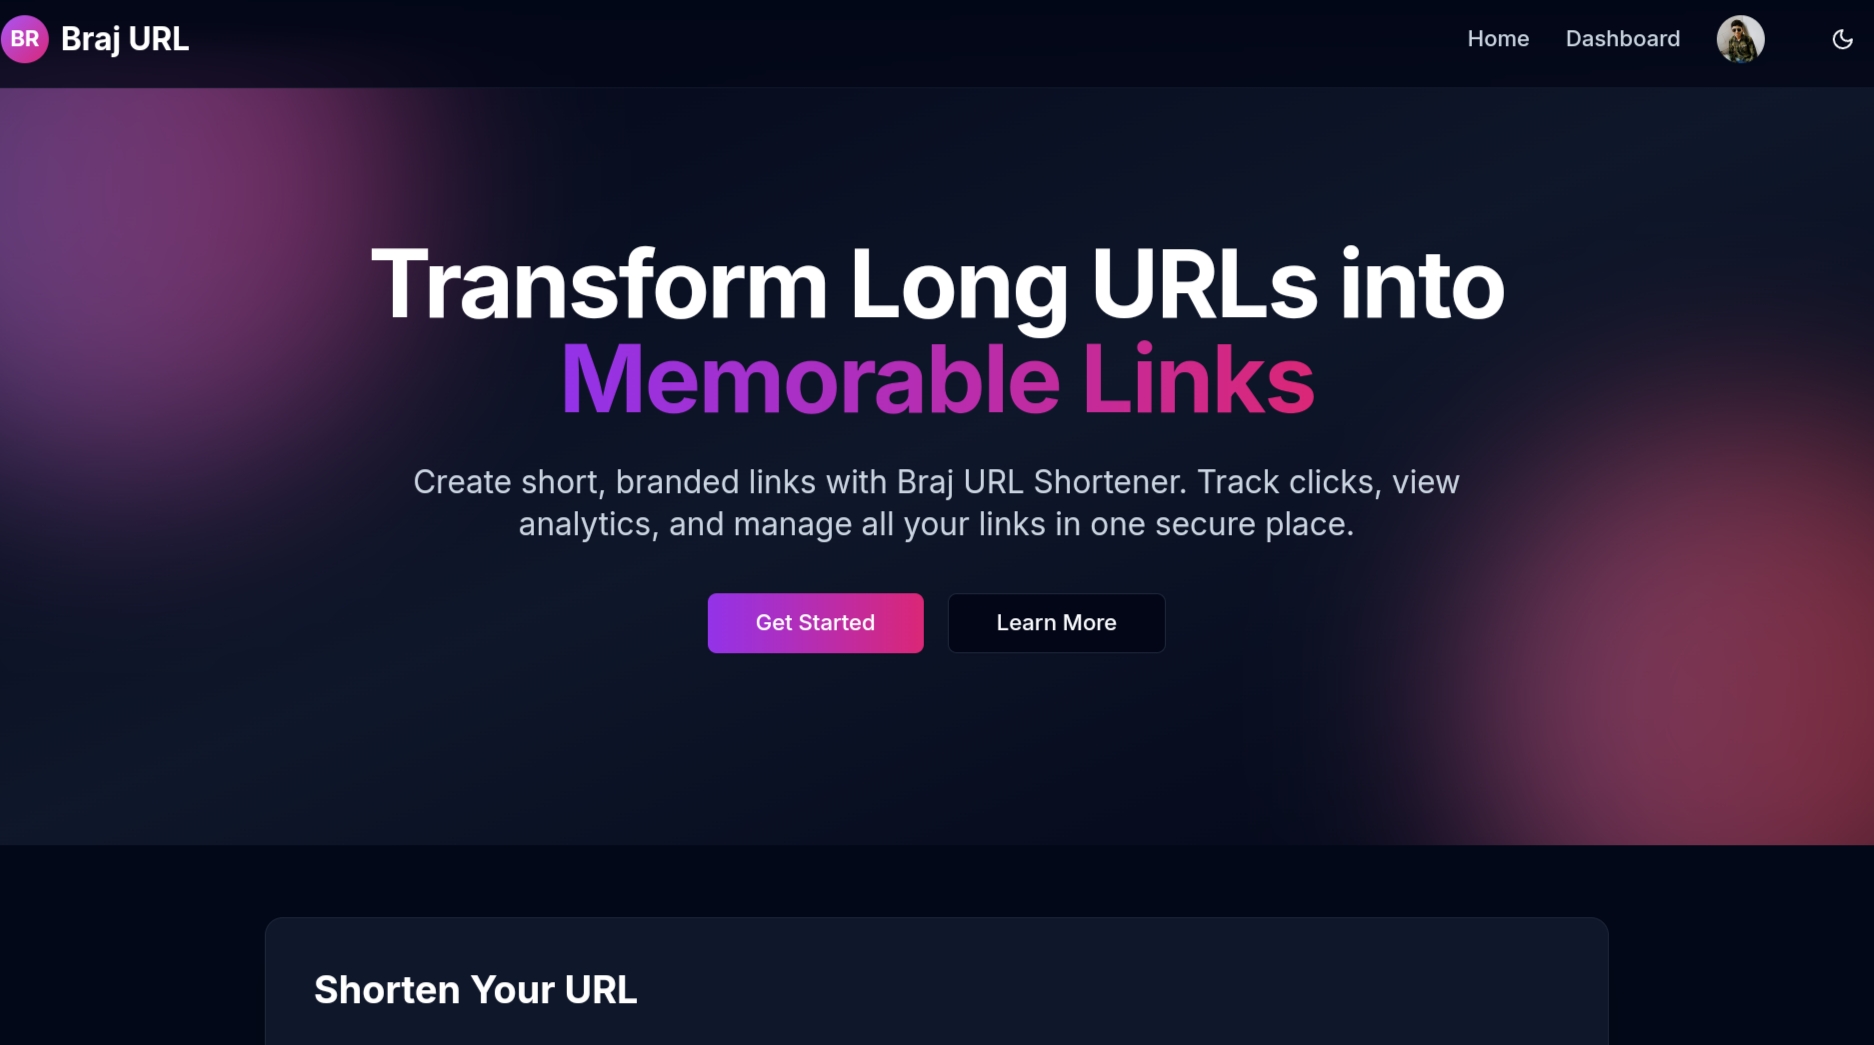 BR Braj URL
Home Dashboard
Transform Long URLs into
Memorable Links
Create short, branded links with Braj URL Shortener. Track clicks, view
analytics, and manage all your links in one secure place.
Get Started Learn More
Shorten Your URL